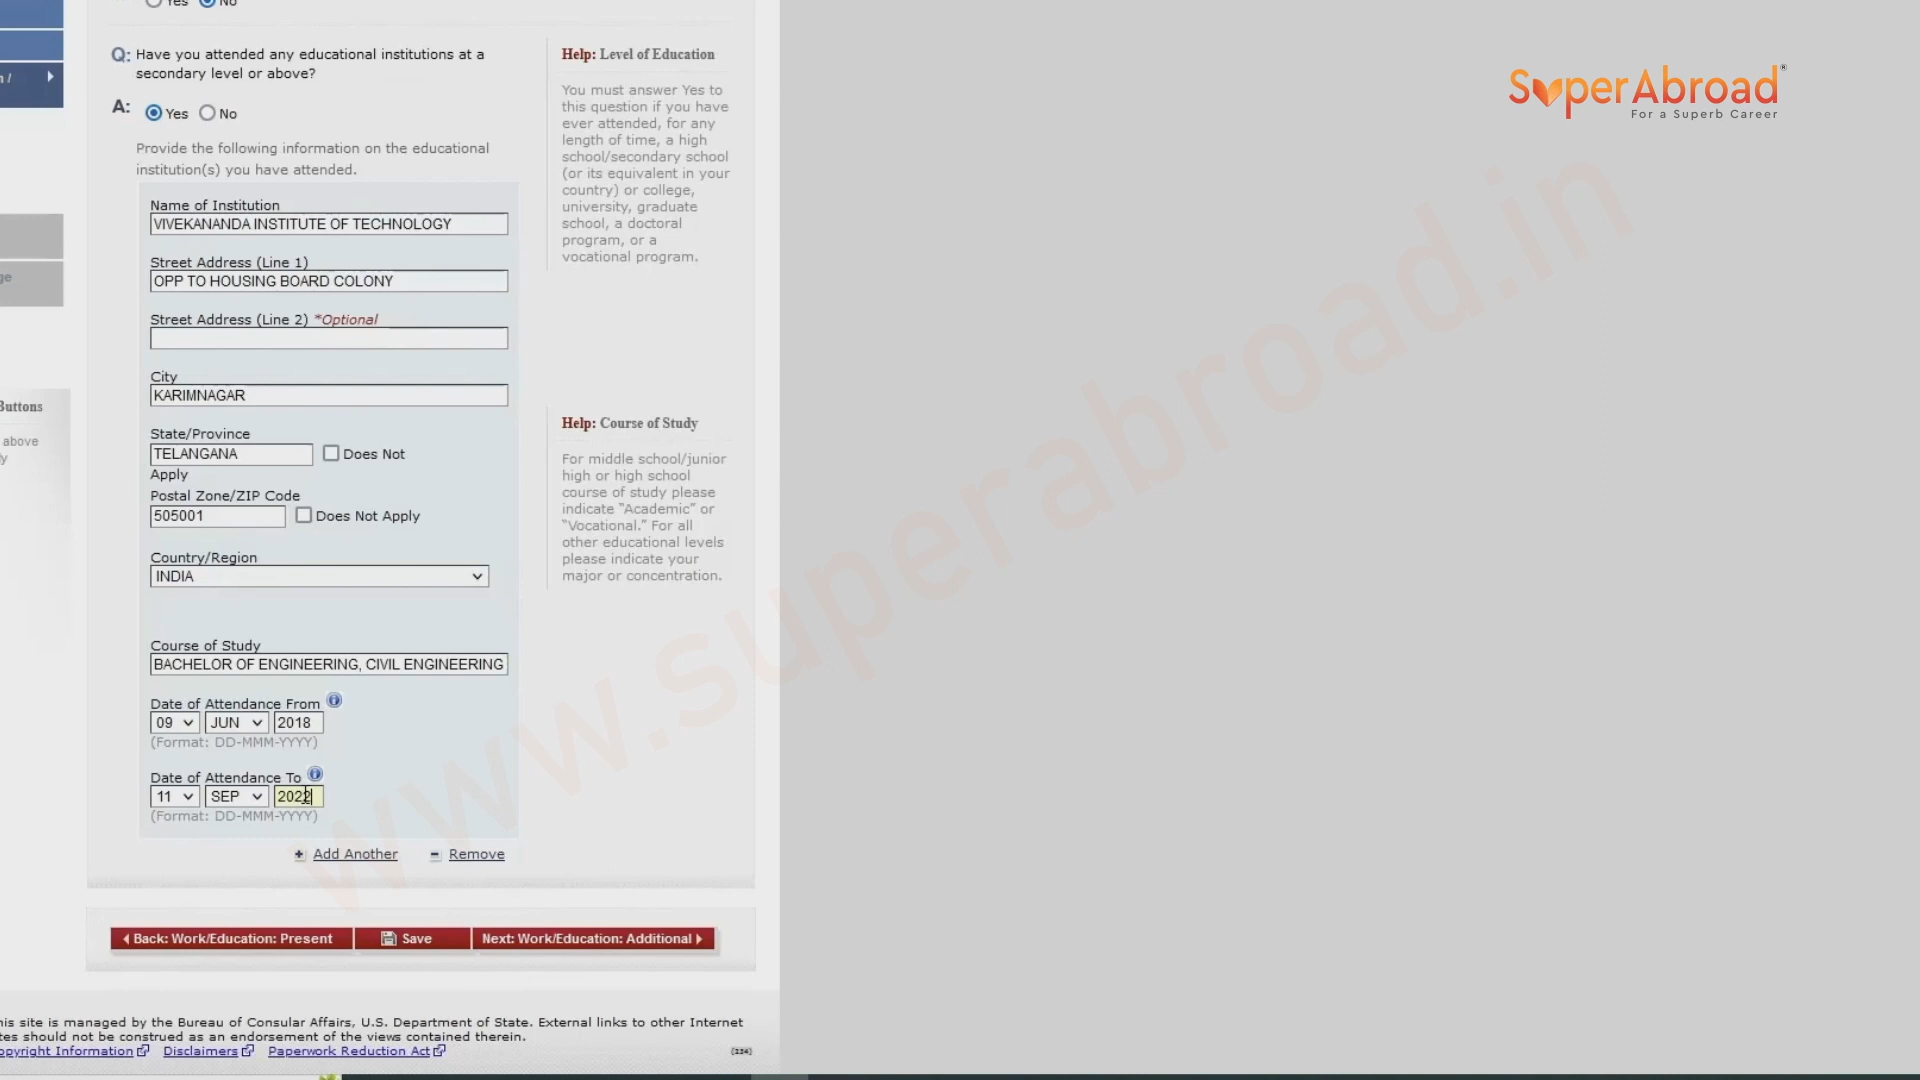 Yes No
Q: Have you attended any educational institutions at a
secondary level or above?
A: Yes No
Provide the following information on the educational
institution(s) you have attended.
Name of Institution
VIVEKANANDA INSTITUTE OF TECHNOLOGY
Street Address (Line 1)
OPP TO HOUSING BOARD COLONY
Street Address (Line 2) *Optional
City
KARIMNAGAR
State/Province
TELANGANA Does Not
Apply
Postal Zone/ZIP Code
505001 Does Not Apply
Country/Region
INDIA
Course of Study
BACHELOR OF ENGINEERING, CIVIL ENGINEERING
Date of Attendance From
09 JUN 2018
(Format: DD-MMM-YYYY)
Date of Attendance To
11 SEP 2022
(Format: DD-MMM-YYYY)
Add Another Remove
Help: Level of Education
You must answer Yes to
this question if you have
ever attended, for any
length of time, a high
school/secondary school
(or its equivalent in your
country) or college,
university, graduate
school, a doctoral
program, or a
vocational program.
Help: Course of Study
For middle school/junior
high or high school
course of study please
indicate "Academic" or
"Vocational." For all
other educational levels
please indicate your
major or concentration.
Buttons
above
Back: Work/Education: Present Save Next: Work/Education: Additional
his site is managed by the Bureau of Consular Affairs, U.S. Department of State. External links to other Internet
tes should not be construed as an endorsement of the views contained therein.
opyright Information Disclaimers Paperwork Reduction Act
(234)
SuperAbroad®
For a Superb Career
www.superabroad.in